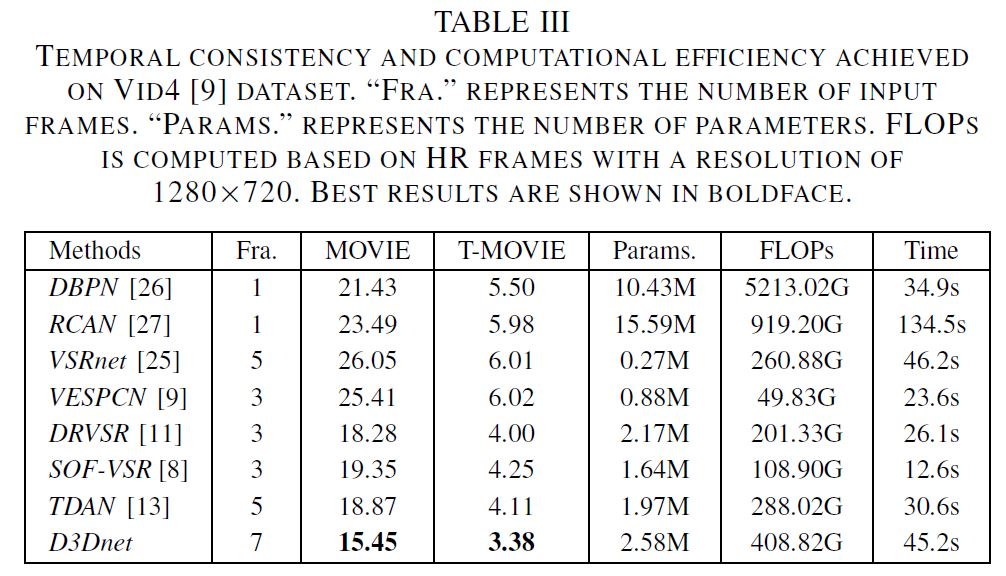 TABLE III
TEMPORAL CONSISTENCY AND COMPUTATIONAL EFFICIENCY ACHIEVED
ON VID4 [9] DATASET. “FRA.” REPRESENTS THE NUMBER OF INPUT
FRAMES. “PARAMS.” REPRESENTS THE NUMBER OF PARAMETERS. FLOPS
IS COMPUTED BASED ON HR FRAMES WITH A RESOLUTION OF
1280×720. BEST RESULTS ARE SHOWN IN BOLDFACE.
Methods Fra. MOVIE T-MOVIE Params. FLOPs Time
DBPN [26] 1 21.43 5.50 10.43M 5213.02G 34.9s
RCAN [27] 1 23.49 5.98 15.59M 919.20G 134.5s
VSRnet [25] 5 26.05 6.01 0.27M 260.88G 46.2s
VESPCN [9] 3 25.41 6.02 0.88M 49.83G 23.6s
DRVSR [11] 3 18.28 4.00 2.17M 201.33G 26.1s
SOF-VSR [8] 3 19.35 4.25 1.64M 108.90G 12.6s
TDAN [13] 5 18.87 4.11 1.97M 288.02G 30.6s
D3Dnet 7 15.45 3.38 2.58M 408.82G 45.2s